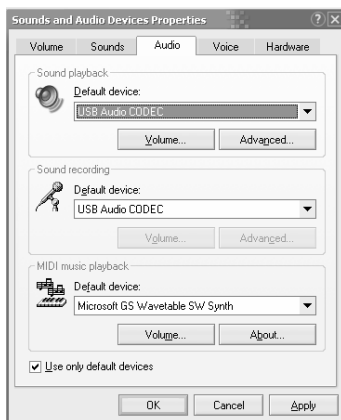 Sounds and Audio Devices Properties
Volume Sounds Audio Voice Hardware
Sound playback
Default device:
USB Audio CODEC
Volume... Advanced...
Sound recording
Default device:
USB Audio CODEC
Volume... Advanced...
MIDI music playback
Default device:
Microsoft GS Wavetable SW Synth
Volume... About...
Use only default devices
OK Cancel Apply